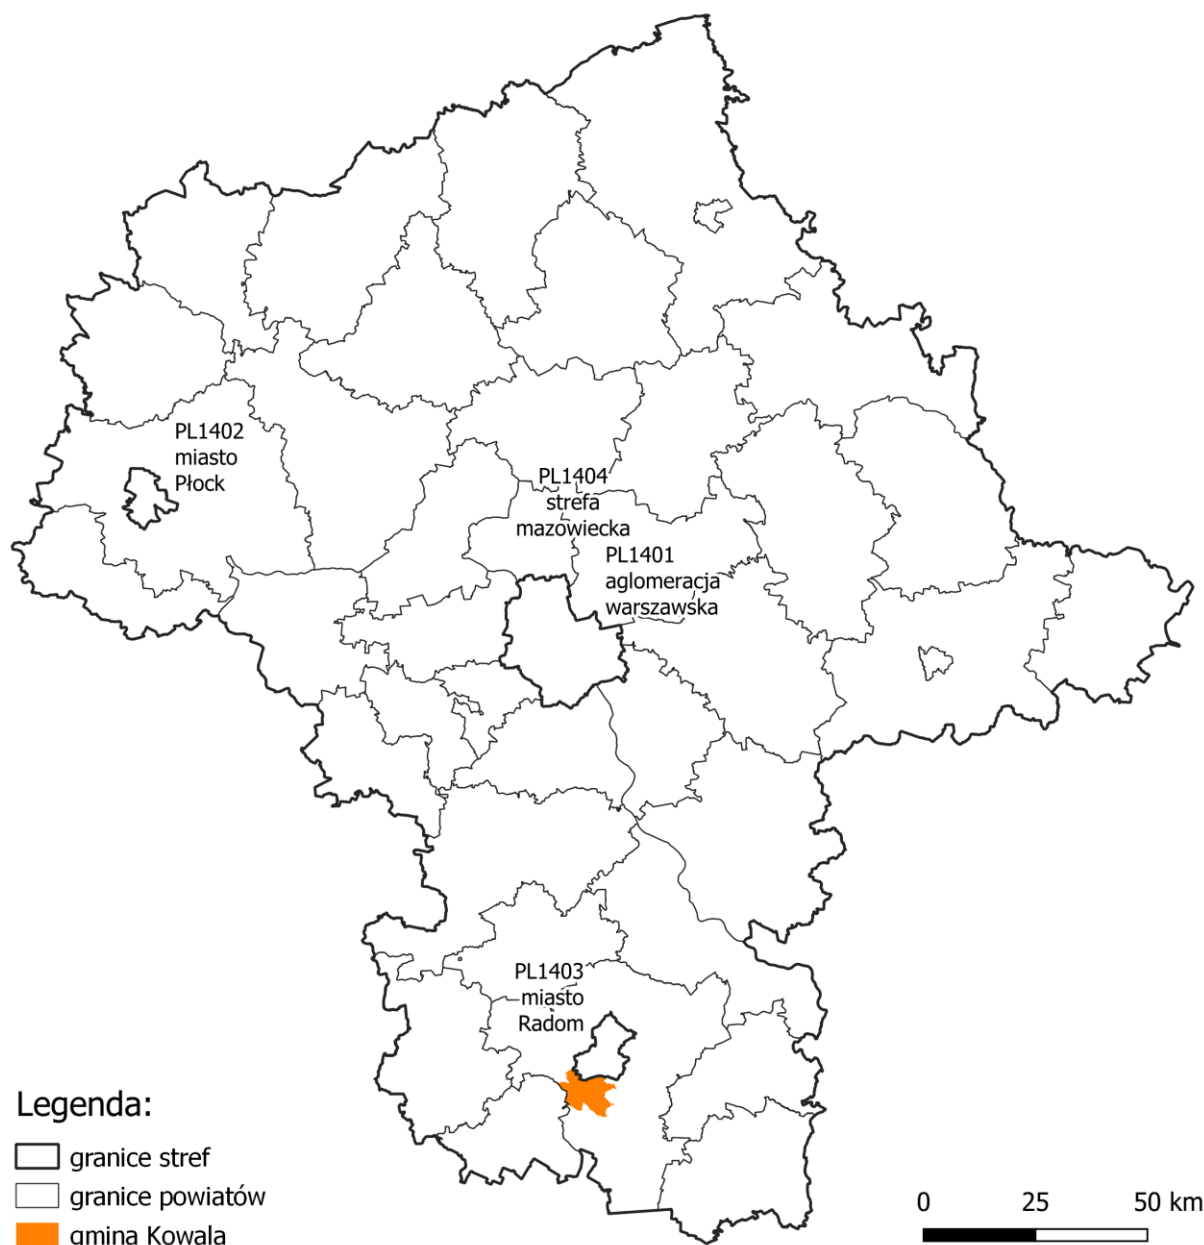 PL1402
miasto
Płock
PL1404
strefa
mazowiecka
PL1401
aglomeracja
warszawska
PL1403
miasto
Radom
Legenda:
granice stref
granice powiatów
gmina Kowala
0 25 50 km